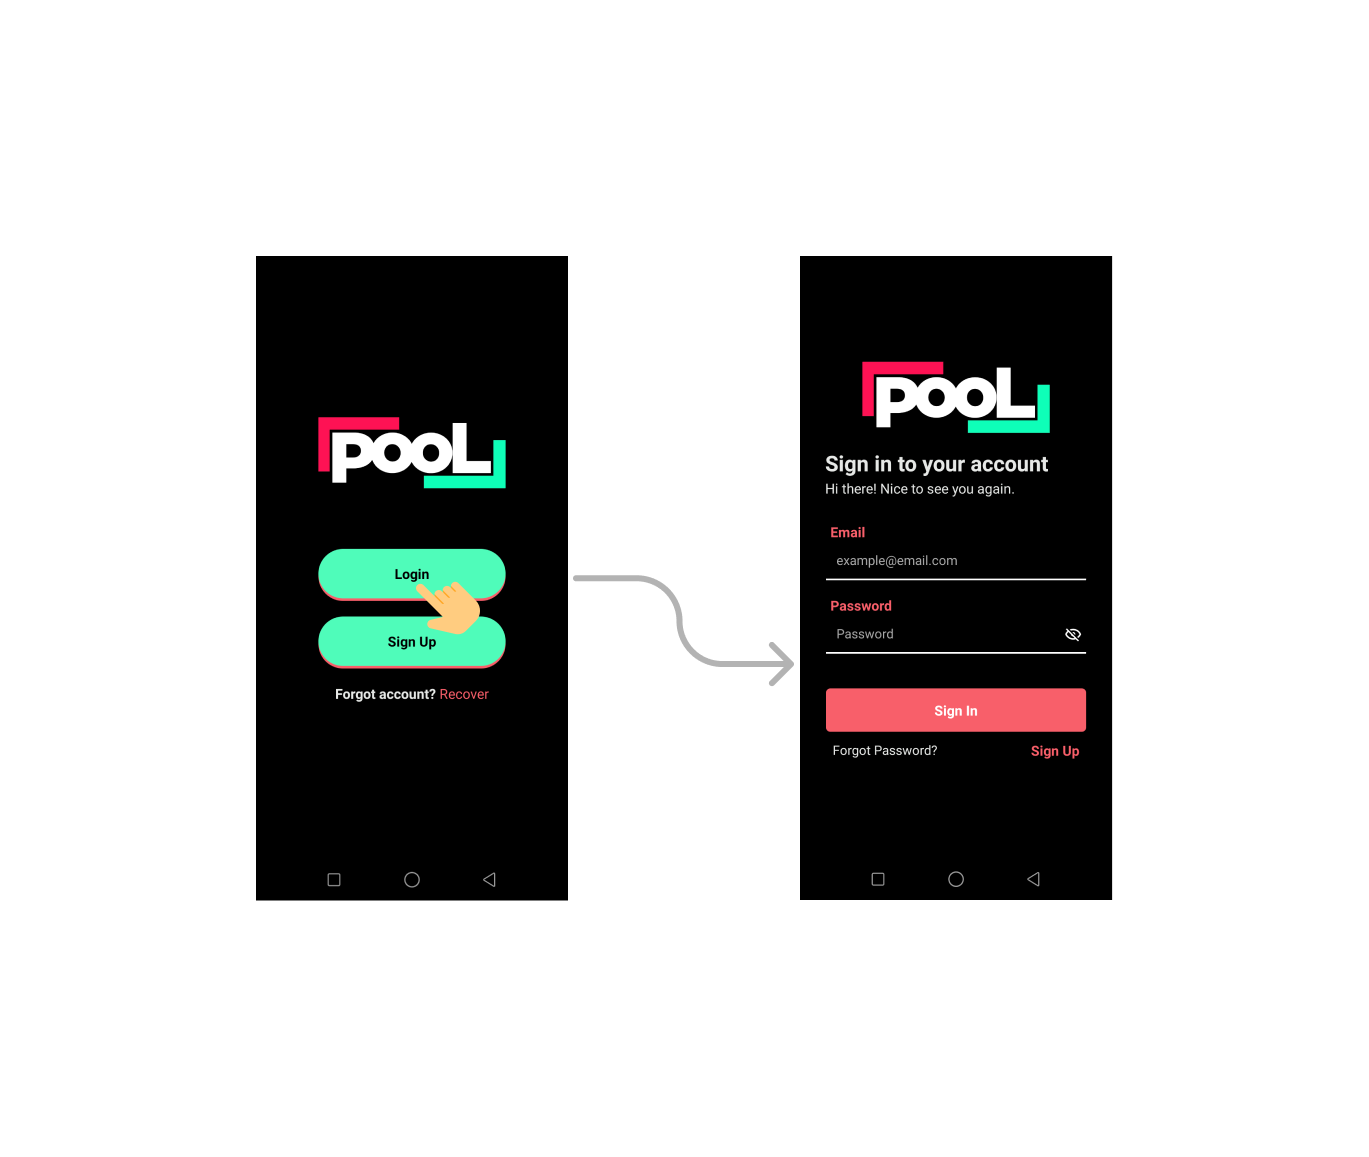 POOL
Login
Sign Up
Forgot account? Recover
POOL
Sign in to your account
Hi there! Nice to see you again.
Email
example@email.com
Password
Password
Sign In
Forgot Password? Sign Up